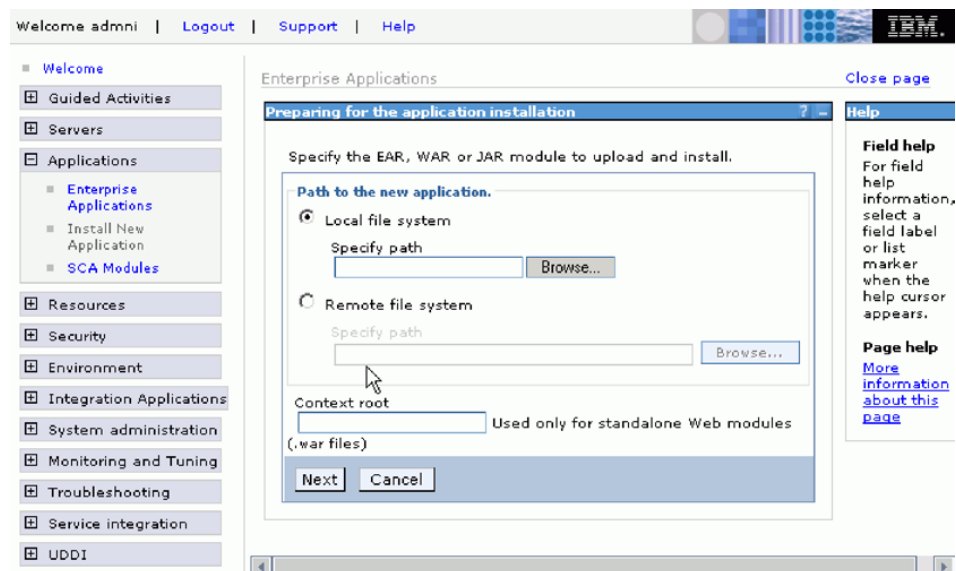 Welcome admni | Logout | Support | Help
IBM.
Welcome
Guided Activities
Servers
Applications
Enterprise
Applications
Install New
Application
SCA Modules
Resources
Security
Environment
Integration Applications
System administration
Monitoring and Tuning
Troubleshooting
Service integration
UDDI
Enterprise Applications
Close page
Preparing for the application installation ? –
Specify the EAR, WAR or JAR module to upload and install.
Path to the new application.
Local file system
Specify path
Browse...
Remote file system
Specify path
Browse...
Context root
Used only for standalone Web modules
(.war files)
Next Cancel
Help
Field help
For field
help
information,
select a
field label
or list
marker
when the
help cursor
appears.
Page help
More
information
about this
page